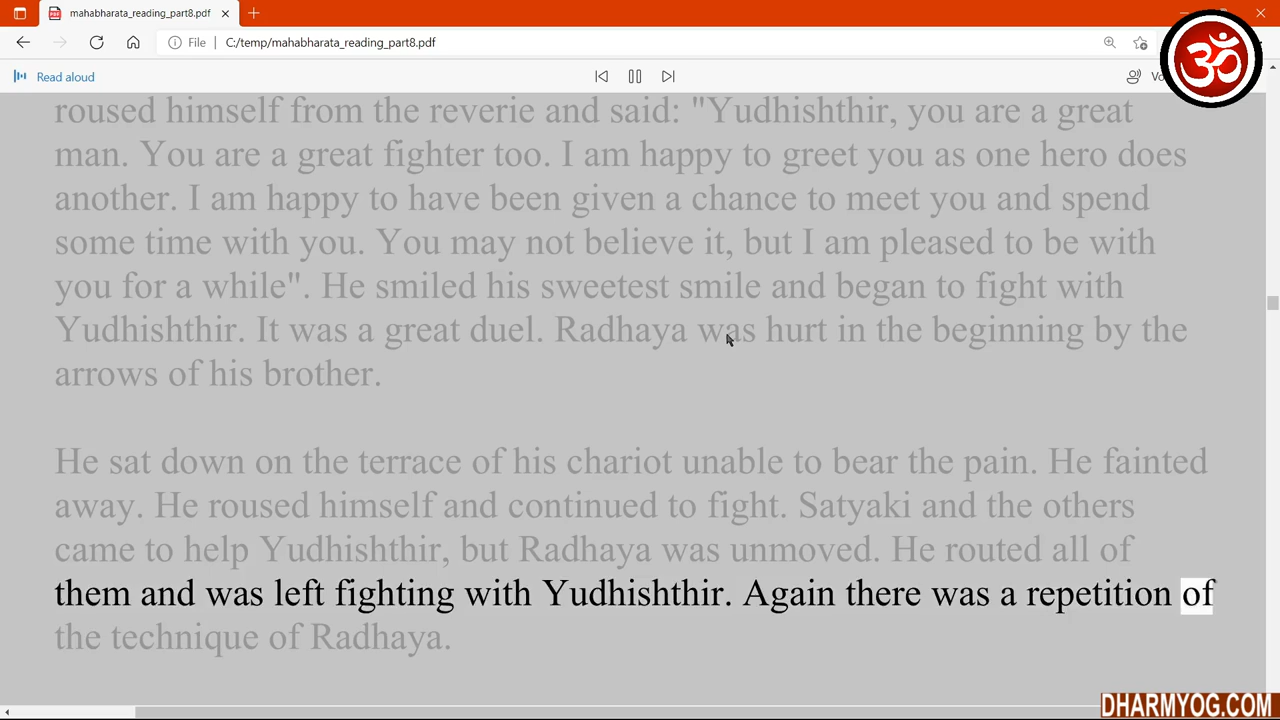 mahabharata_reading_part8.pdf
File
C:/temp/mahabharata_reading_part8.pdf
ॐ
Read aloud
roused himself from the reverie and said: "Yudhishthir, you are a great
man. You are a great fighter too. I am happy to greet you as one hero does
another. I am happy to have been given a chance to meet you and spend
some time with you. You may not believe it, but I am pleased to be with
you for a while". He smiled his sweetest smile and began to fight with
Yudhishthir. It was a great duel. Radhaya was hurt in the beginning by the
arrows of his brother.
He sat down on the terrace of his chariot unable to bear the pain. He fainted
away. He roused himself and continued to fight. Satyaki and the others
came to help Yudhishthir, but Radhaya was unmoved. He routed all of
them and was left fighting with Yudhishthir. Again there was a repetition of
the technique of Radhaya.
DHARMYOG.COM